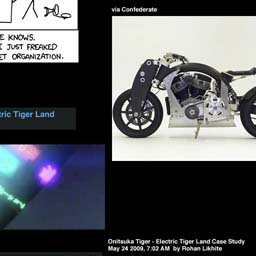 E KNOWS.
I JUST FREAKED
ET ORGANIZATION.
tric Tiger Land
via Confederate
Onitsuka Tiger - Electric Tiger Land Case Study
May 24 2009, 7:02 AM by Rohan Likhite